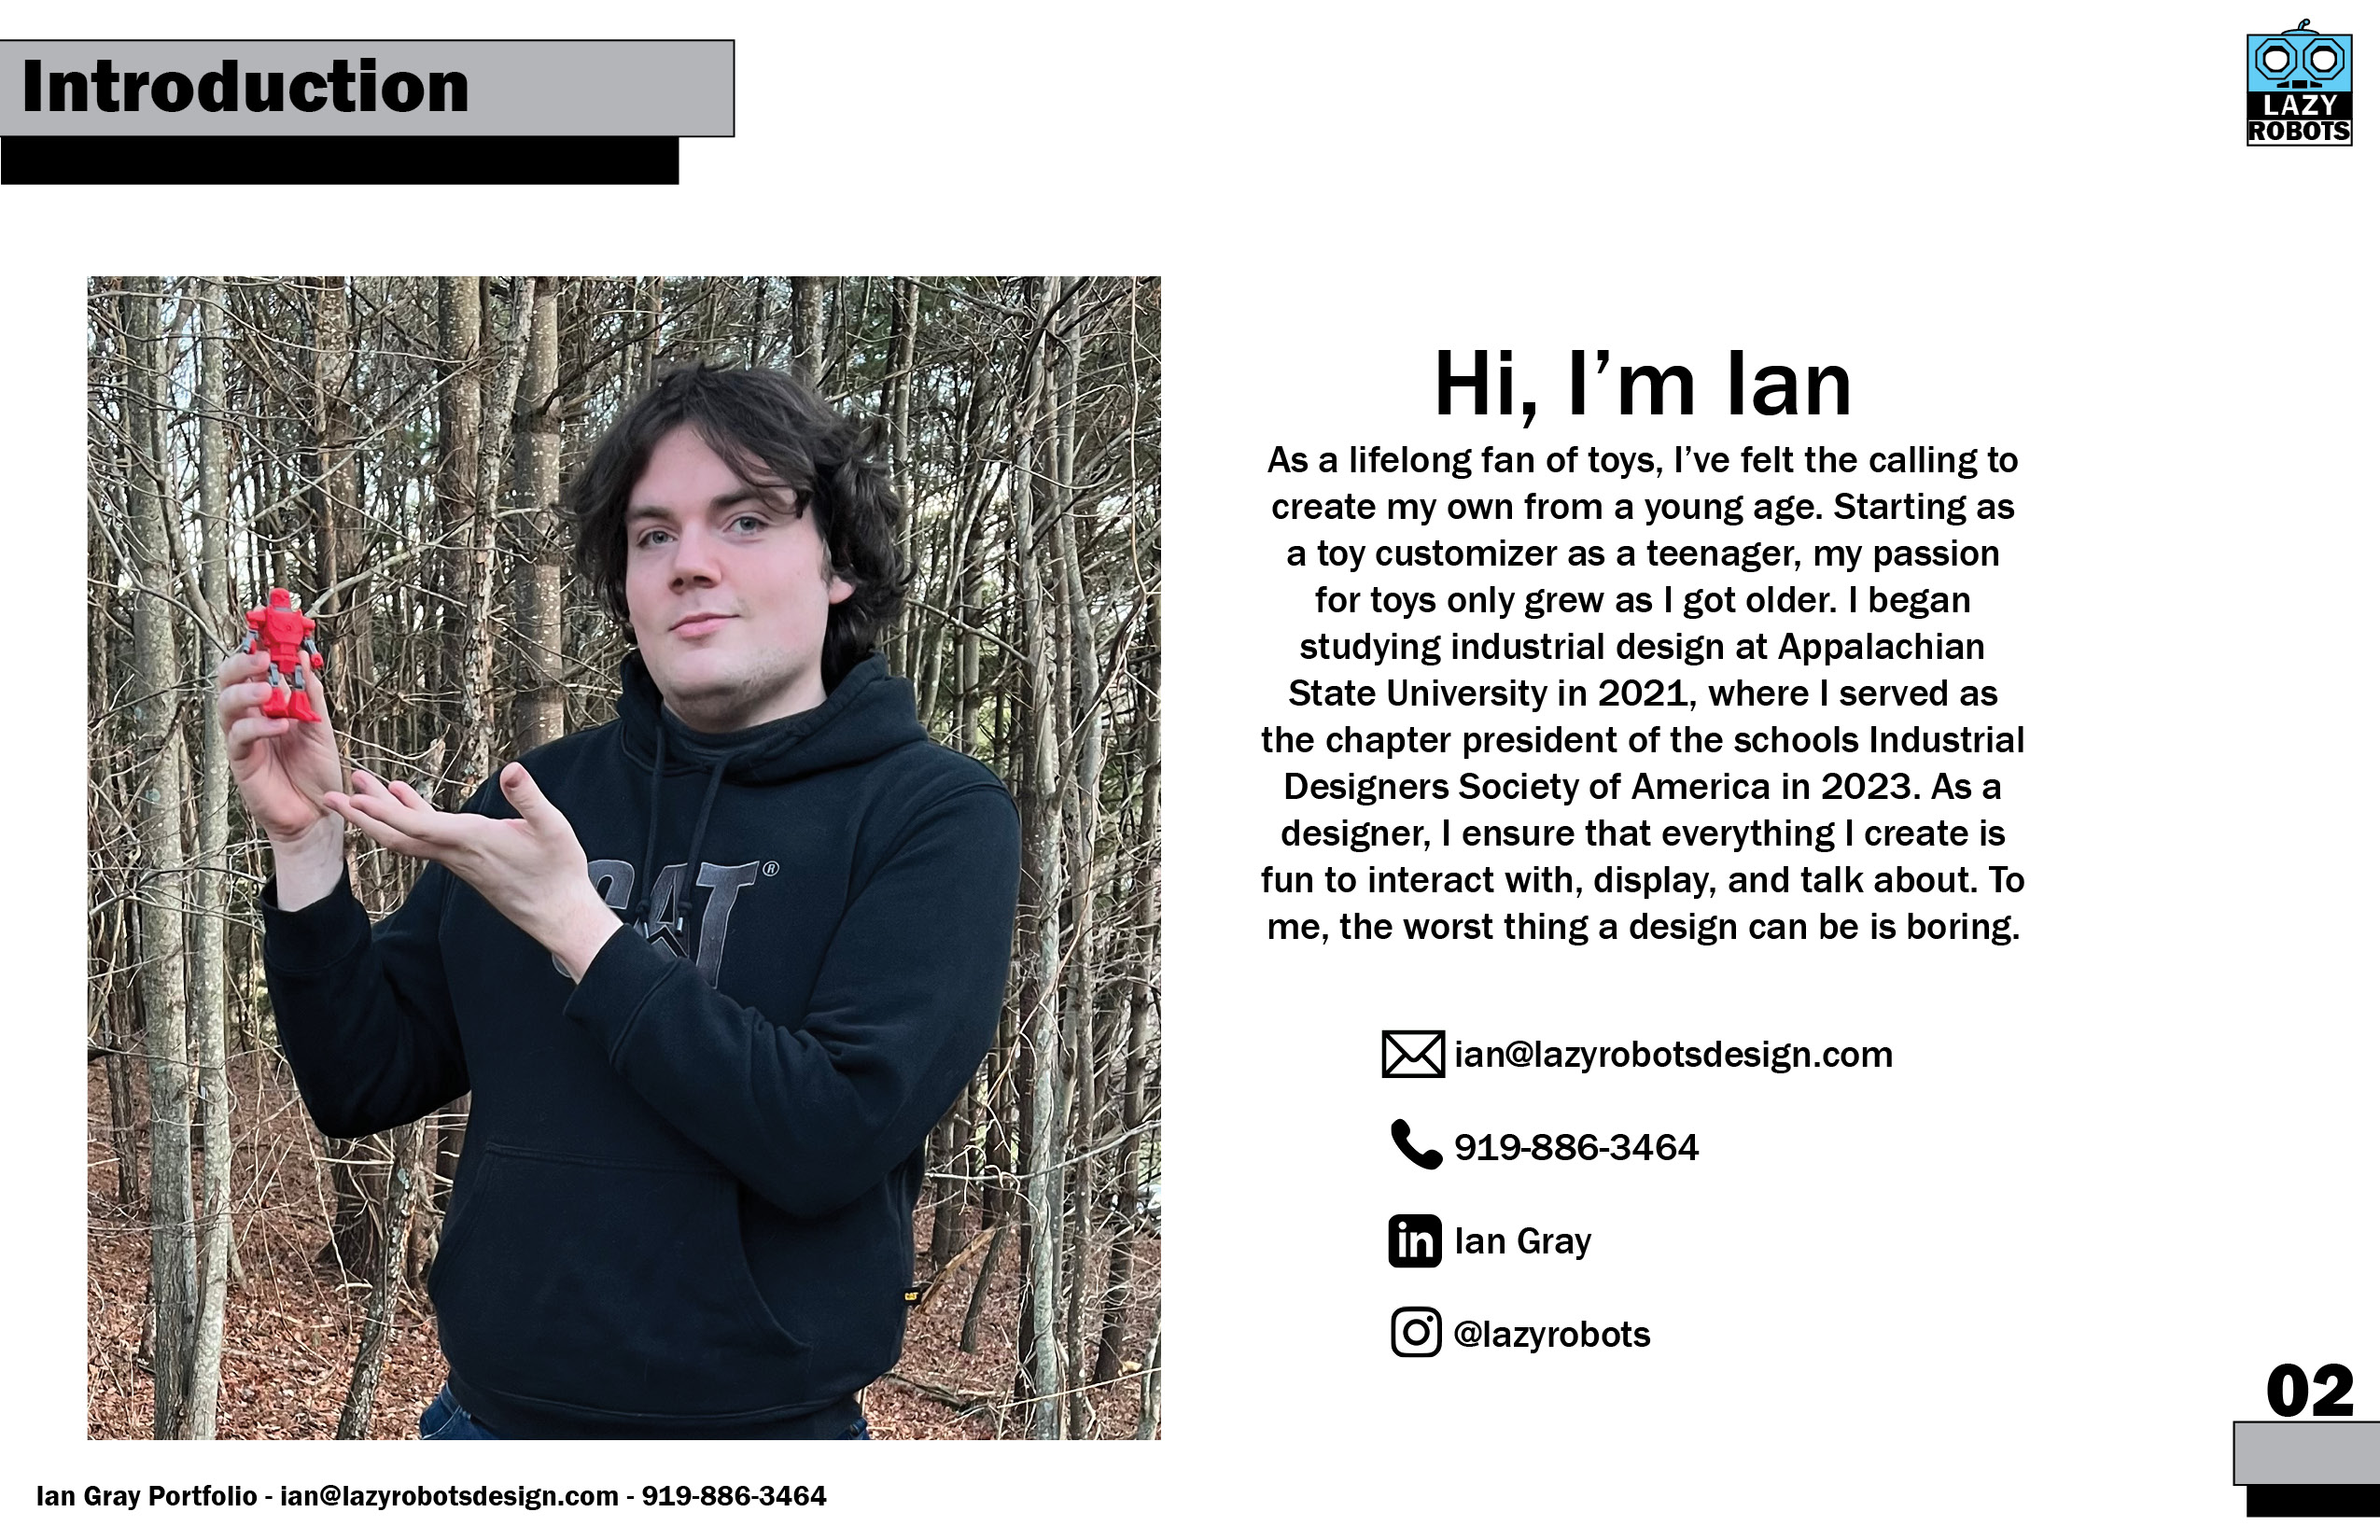 Introduction
LAZY
ROBOTS
Hi, I’m Ian
As a lifelong fan of toys, I’ve felt the calling to
create my own from a young age. Starting as
a toy customizer as a teenager, my passion
for toys only grew as I got older. I began
studying industrial design at Appalachian
State University in 2021, where I served as
the chapter president of the schools Industrial
Designers Society of America in 2023. As a
designer, I ensure that everything I create is
fun to interact with, display, and talk about. To
me, the worst thing a design can be is boring.
CAT®
ian@lazyrobotsdesign.com
919-886-3464
in Ian Gray
@lazyrobots
CAT
02
Ian Gray Portfolio - ian@lazyrobotsdesign.com - 919-886-3464